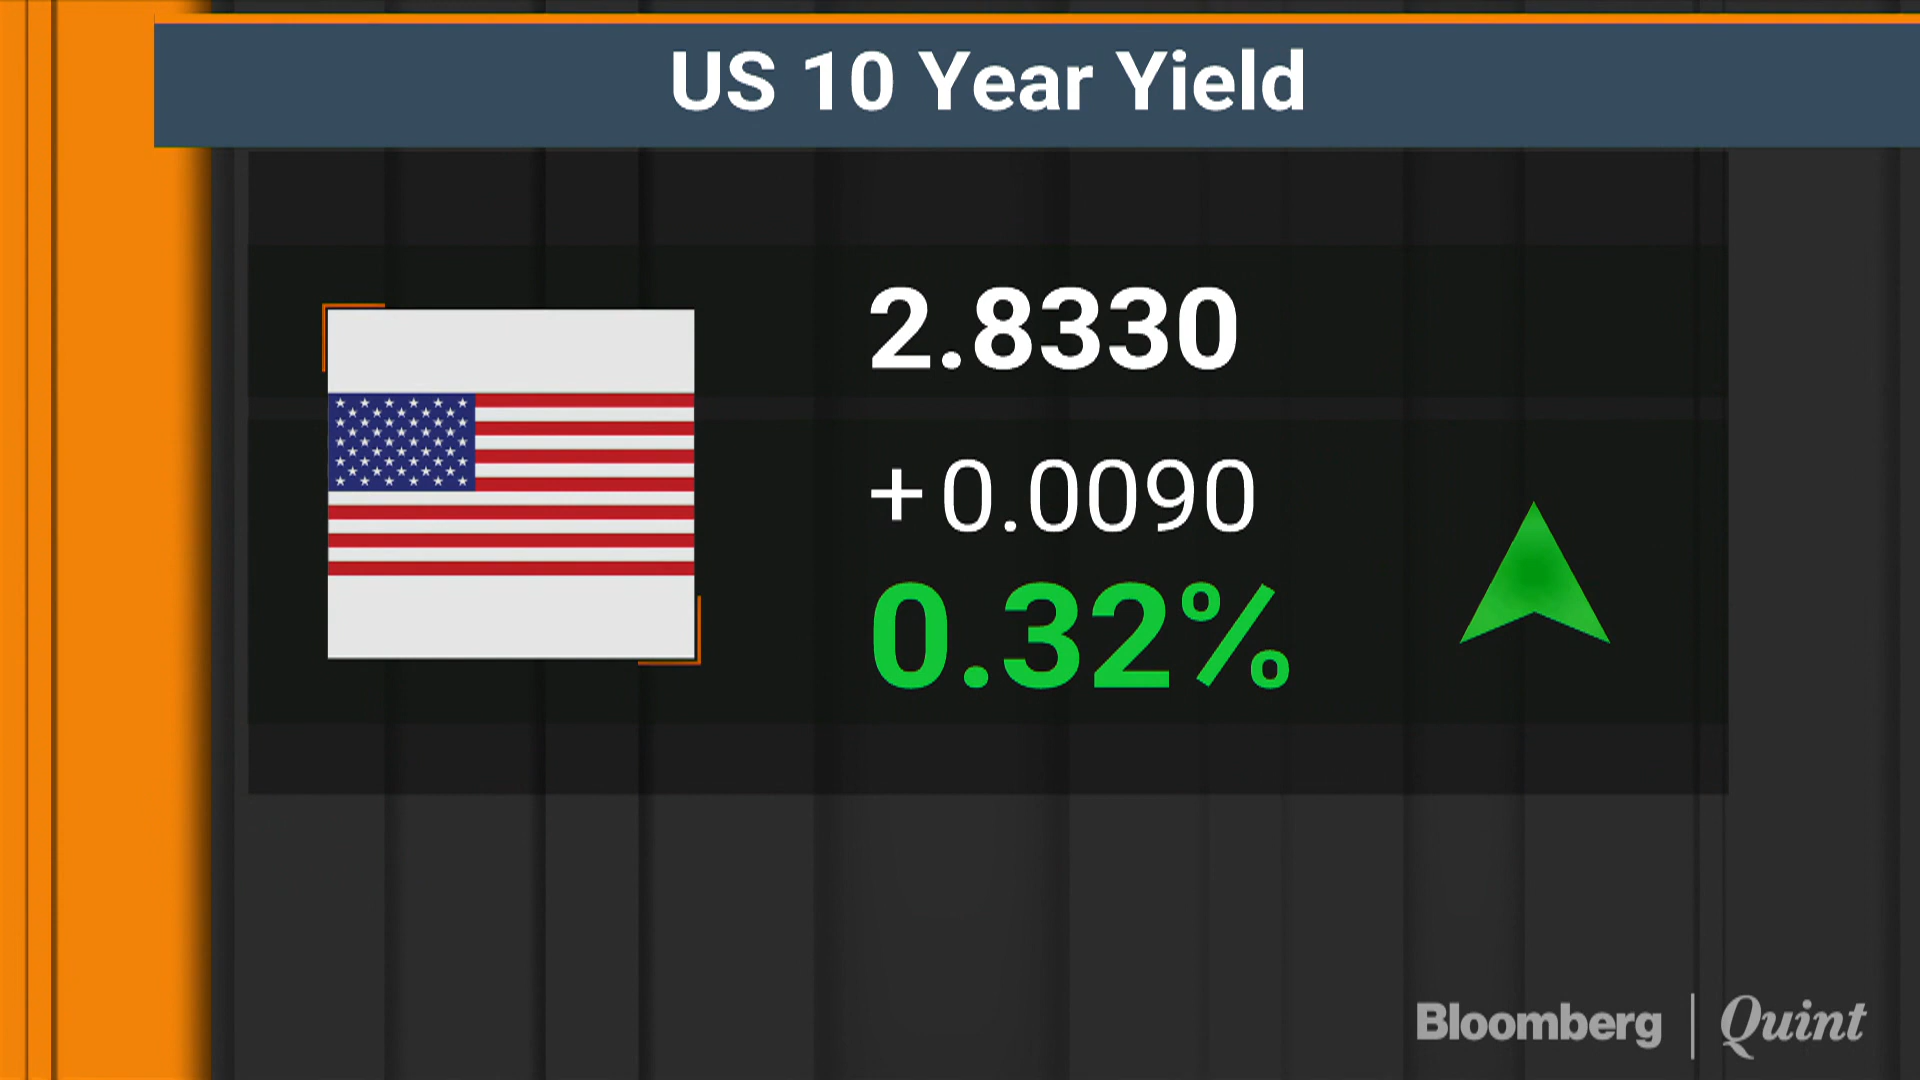 US 10 Year Yield
2.8330
+0.0090
0.32%
Bloomberg | Quint